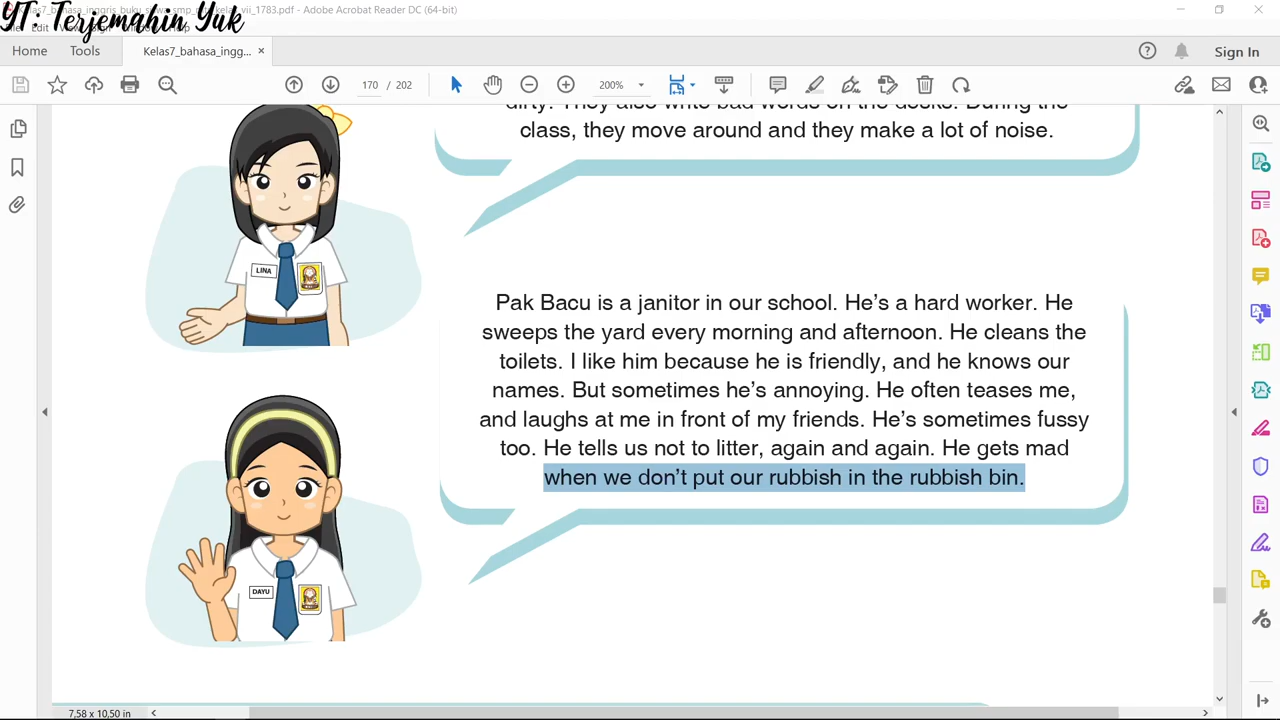 YT: Terjemahin Yuk
Home
Tools
Kelas7_bahasa_ingg... ×
Sign In
170 / 202
200%
class, they move around and they make a lot of noise.
LINA
Pak Bacu is a janitor in our school. He's a hard worker. He
sweeps the yard every morning and afternoon. He cleans the
toilets. I like him because he is friendly, and he knows our
names. But sometimes he's annoying. He often teases me,
and laughs at me in front of my friends. He's sometimes fussy
too. He tells us not to litter, again and again. He gets mad
when we don't put our rubbish in the rubbish bin.
DAYU
7,58 x 10,50 in